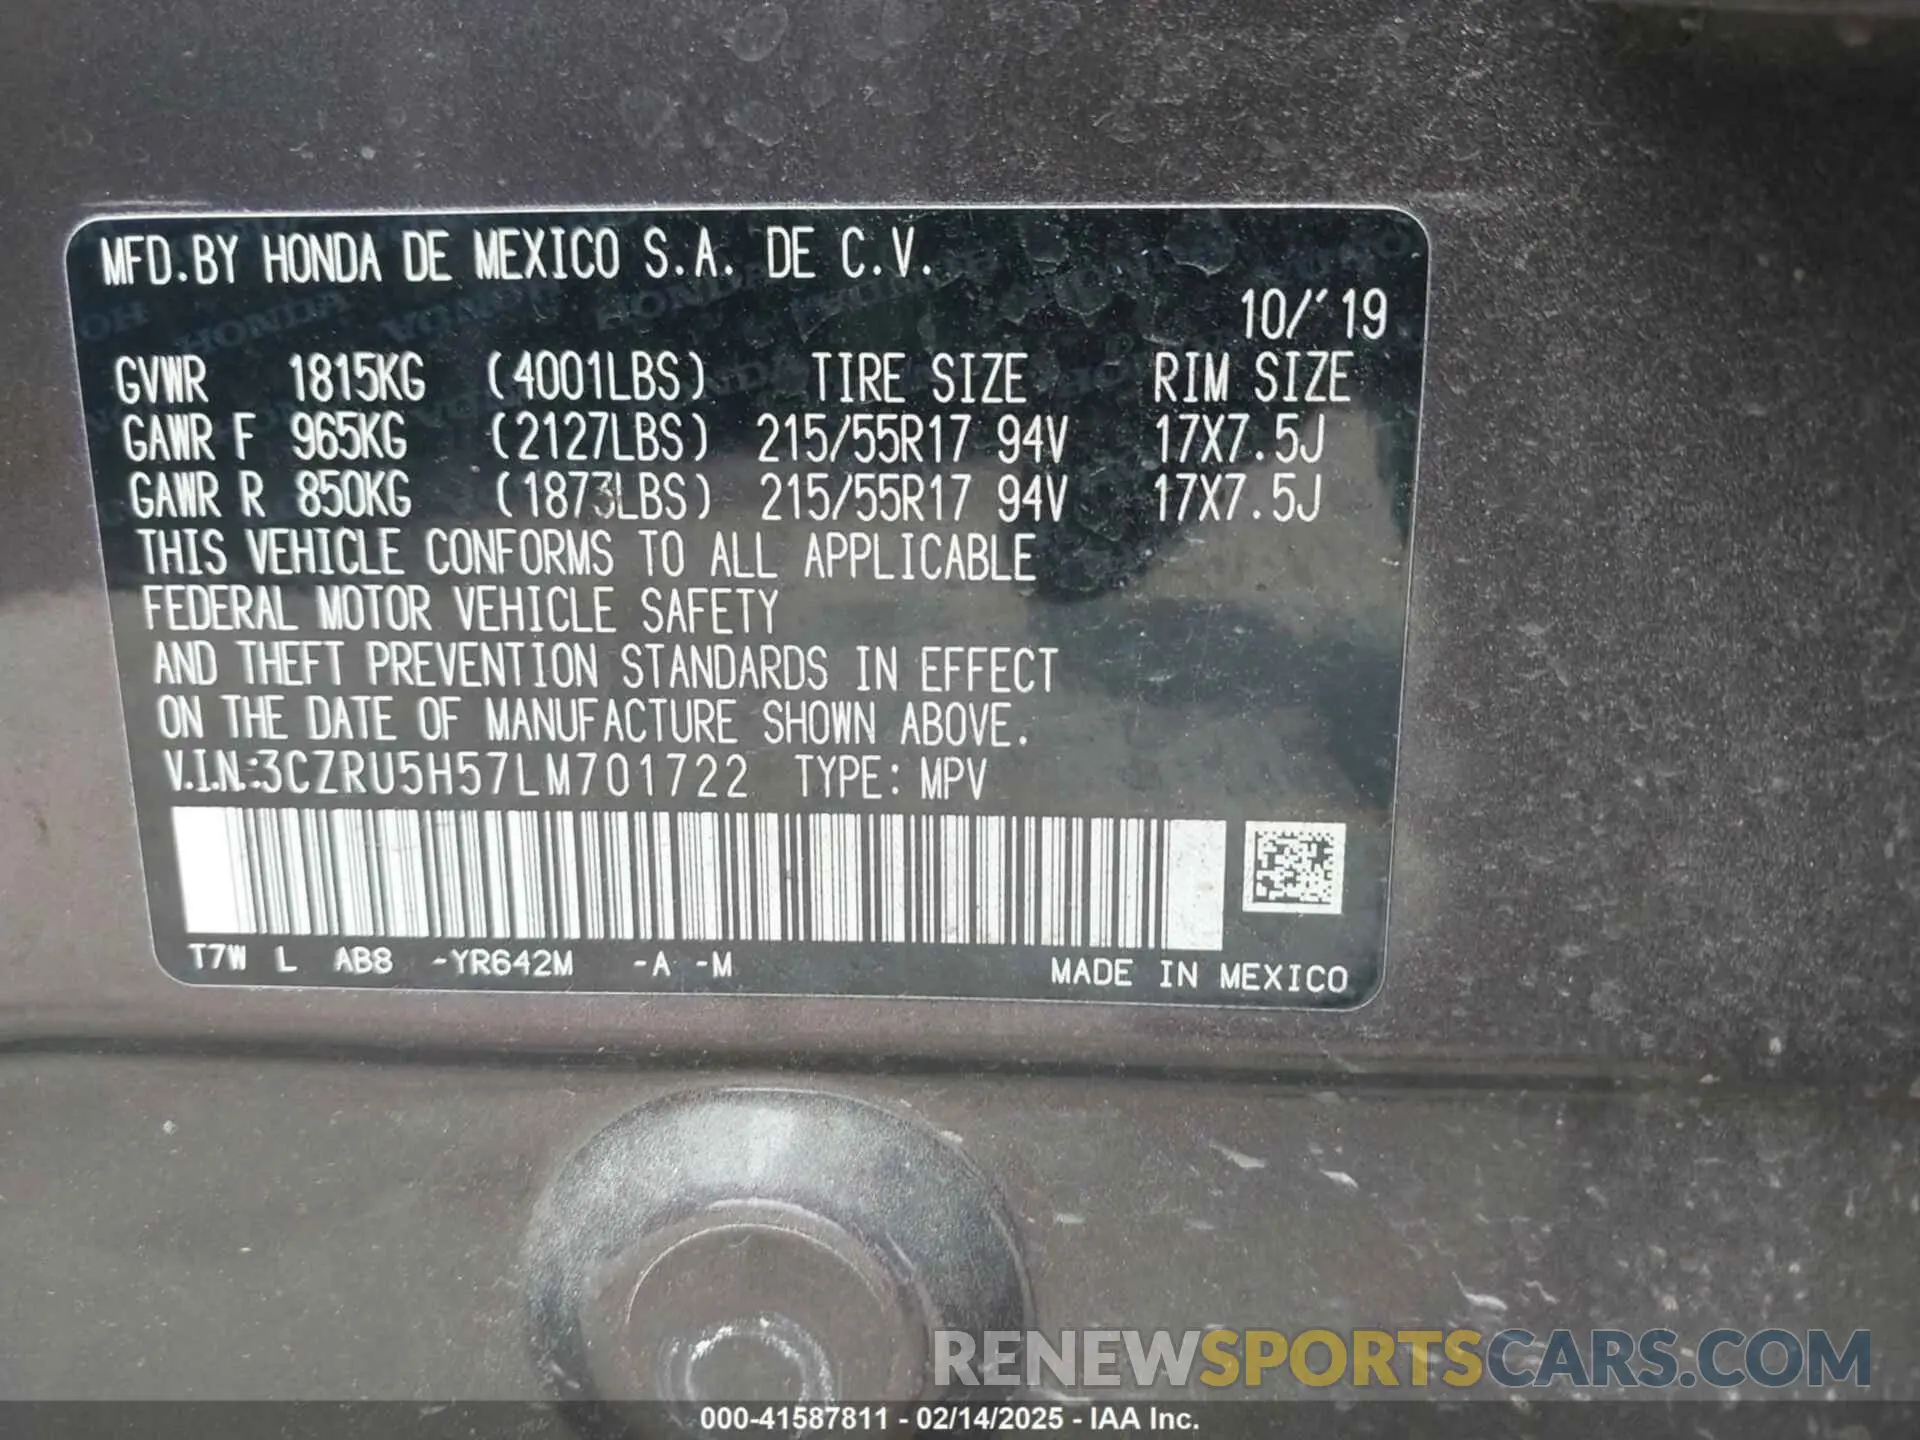 MFD.BY HONDA DE MEXICO S.A. DE C.V.
10/'19
GVWR 1815KG (4001LBS) TIRE SIZE RIM SIZE
GAWR F 965KG (2127LBS) 215/55R17 94V 17X7.5J
GAWR R 850KG (1873LBS) 215/55R17 94V 17X7.5J
THIS VEHICLE CONFORMS TO ALL APPLICABLE
FEDERAL MOTOR VEHICLE SAFETY
AND THEFT PREVENTION STANDARDS IN EFFECT
ON THE DATE OF MANUFACTURE SHOWN ABOVE.
V.I.N.:3CZRU5H57LM701722 TYPE: MPV
T7W L AB8 -YR642M -A -M MADE IN MEXICO
RENEWSPORTSCARS.COM
000-41587811 - 02/14/2025 - IAA Inc.